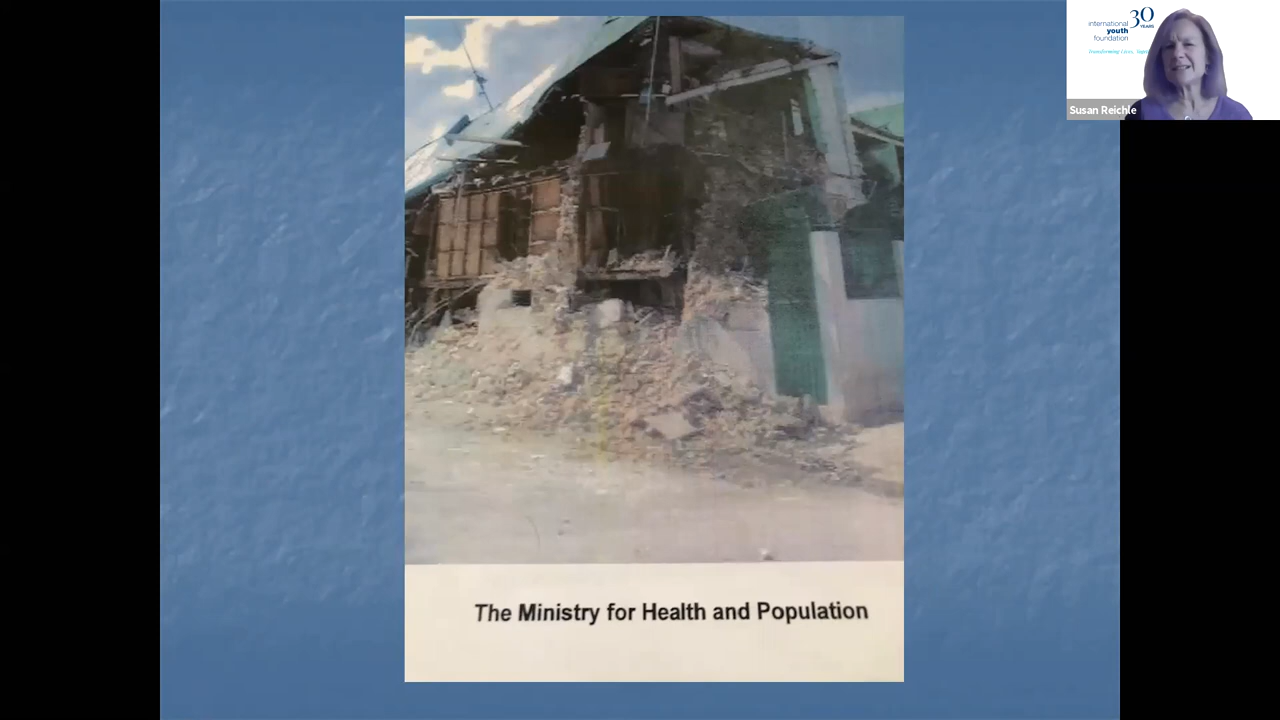 The Ministry for Health and Population
international
youth
foundation
30
YEARS
Susan Reichle